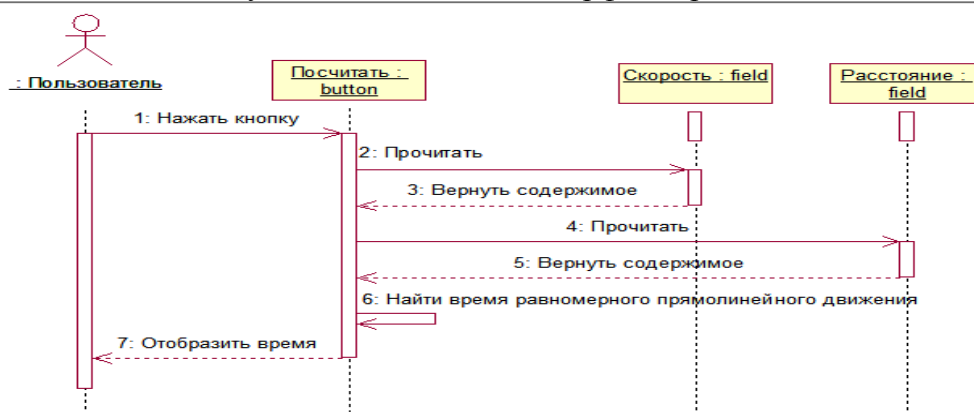 : Пользователь
Посчитать :
button
Скорость : field
Расстояние :
field
1: Нажать кнопку
2: Прочитать
3: Вернуть содержимое
4: Прочитать
5: Вернуть содержимое
6: Найти время равномерного прямолинейного движения
7: Отобразить время